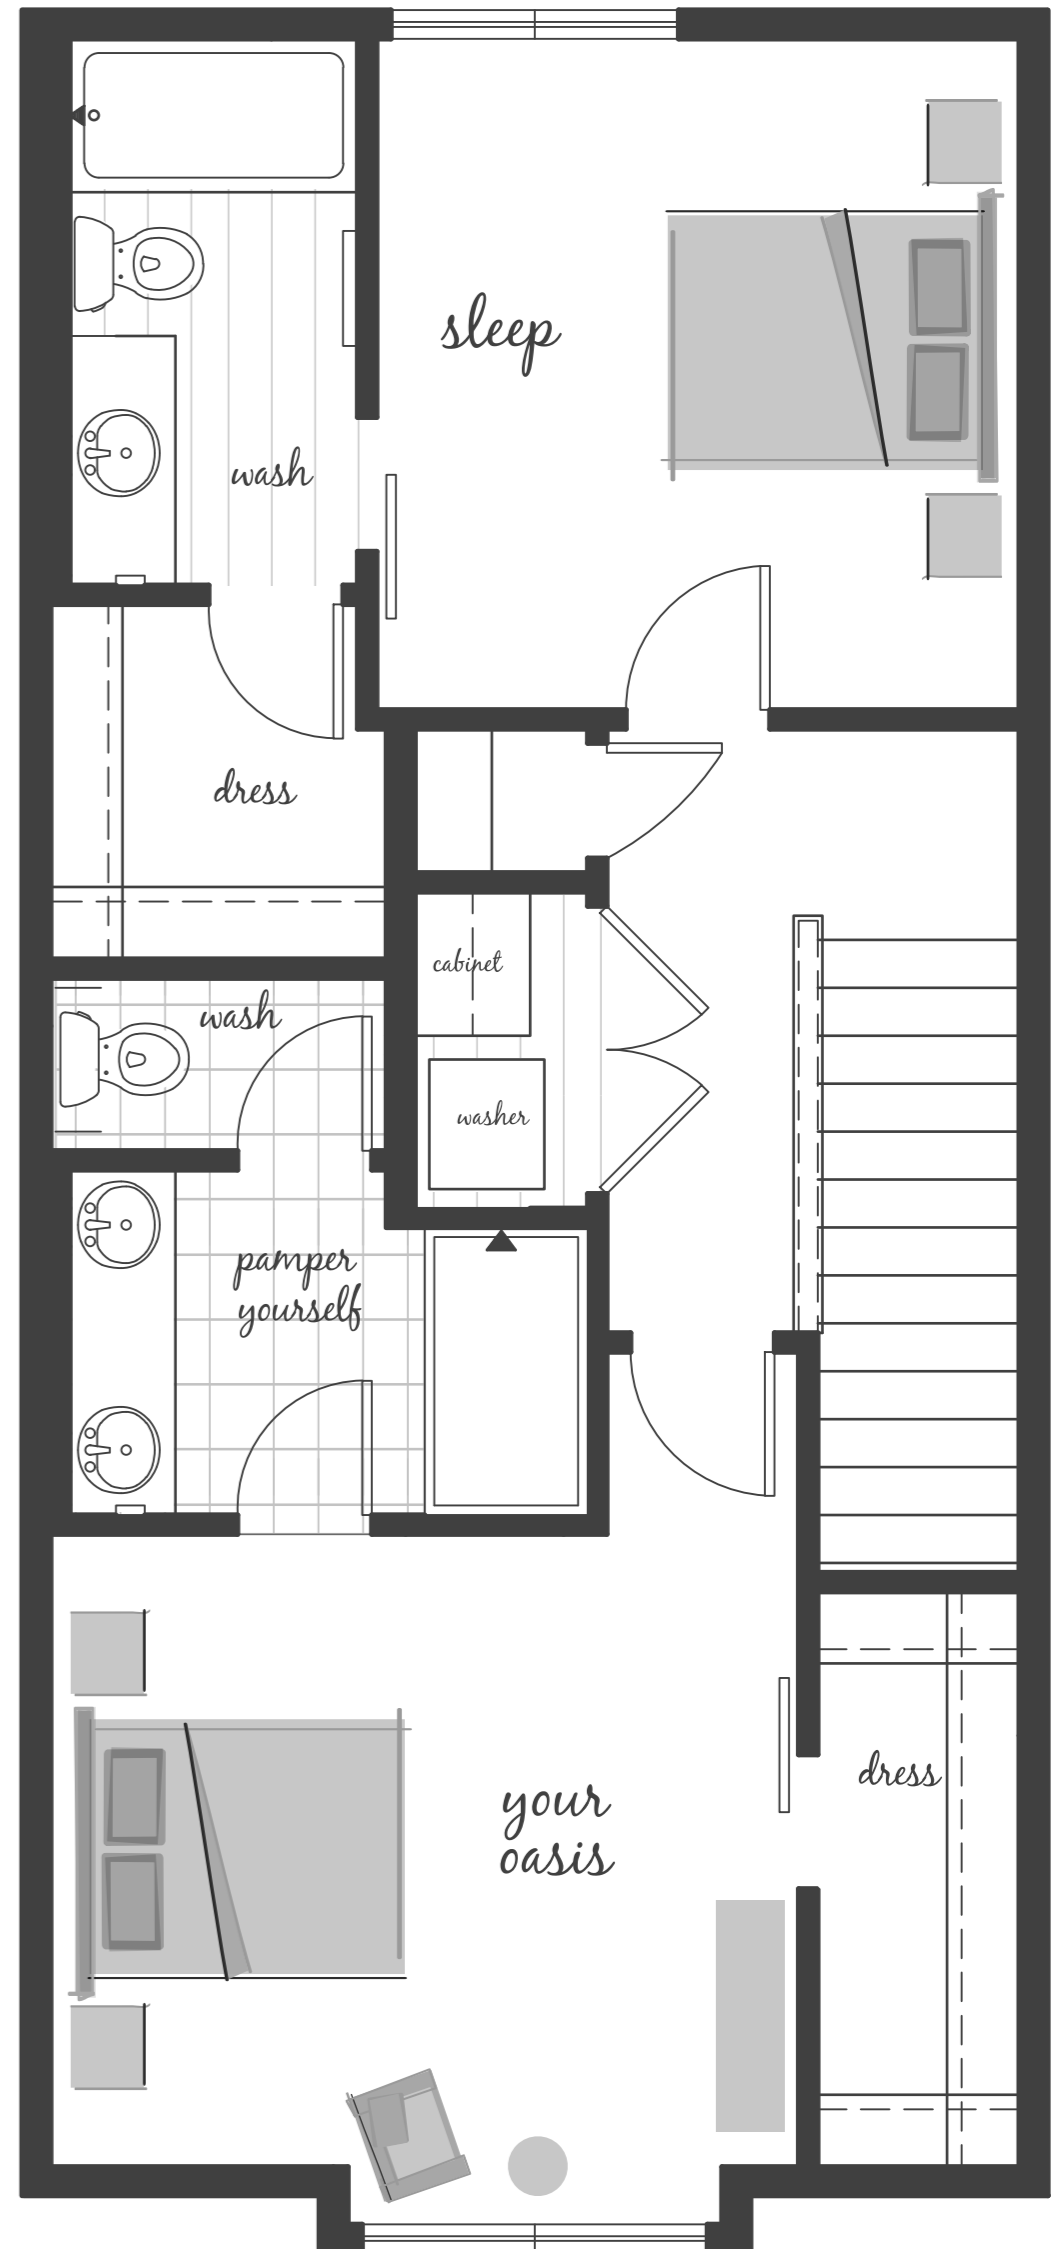 sleep
wash
dress
cabinet
wash
washer
pamper
yourself
dress
your
oasis